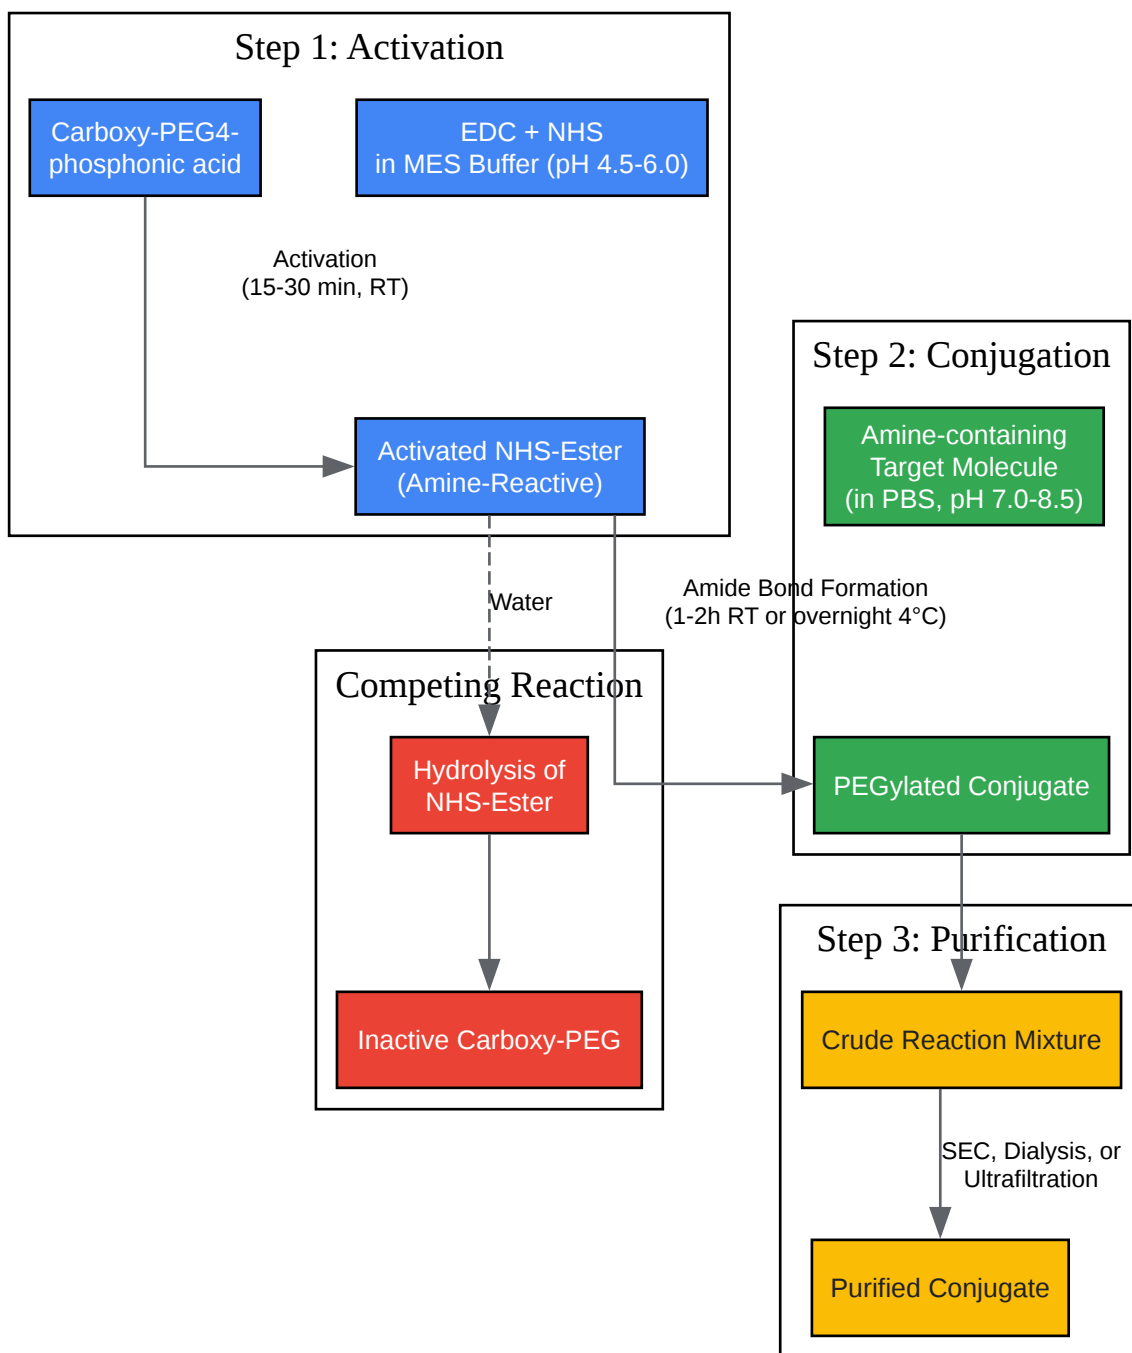 Step 1: Activation
Carboxy-PEG4-
phosphonic acid
EDC + NHS
in MES Buffer (pH 4.5-6.0)
Activation
(15-30 min, RT)
Activated NHS-Ester
(Amine-Reactive)
Step 2: Conjugation
Amine-containing
Target Molecule
(in PBS, pH 7.0-8.5)
Water
Amide Bond Formation
(1-2h RT or overnight 4°C)
Competing Reaction
Hydrolysis of
NHS-Ester
PEGylated Conjugate
Inactive Carboxy-PEG
Step 3: Purification
Crude Reaction Mixture
SEC, Dialysis, or
Ultrafiltration
Purified Conjugate